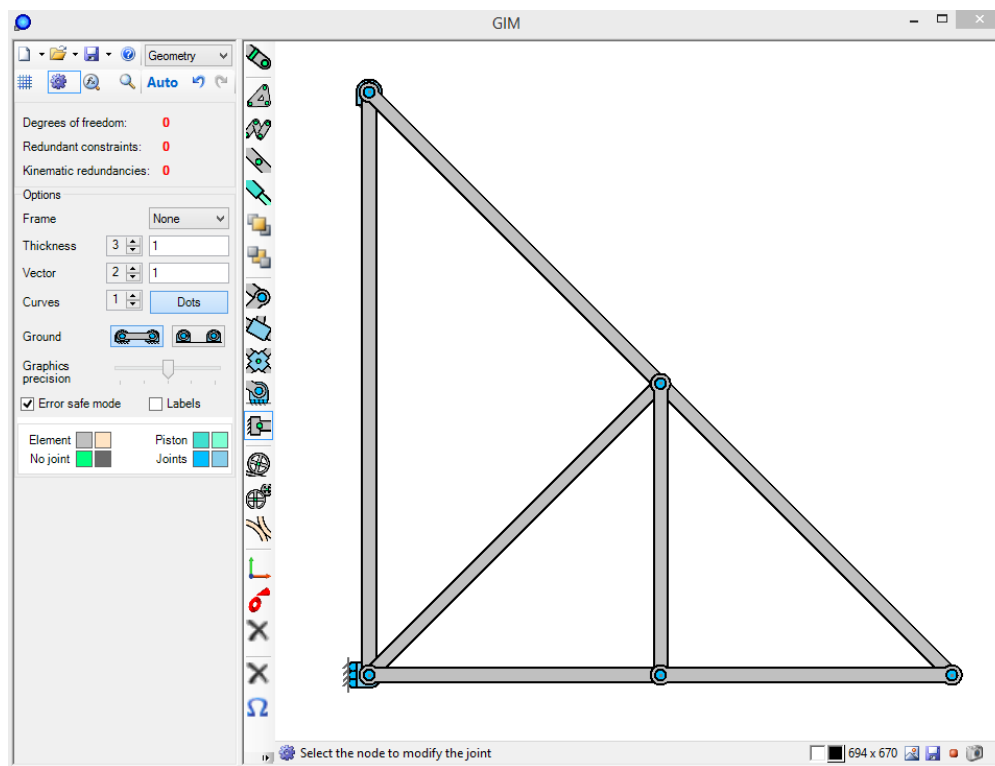 GIM
Geometry
Auto
Degrees of freedom: 0
Redundant constraints: 0
Kinematic redundancies: 0
Options
Frame None
Thickness 3 1
Vector 2 1
Curves 1 Dots
Ground
Graphics
precision
Error safe mode Labels
Element Piston
No joint Joints
Select the node to modify the joint 694 x 670